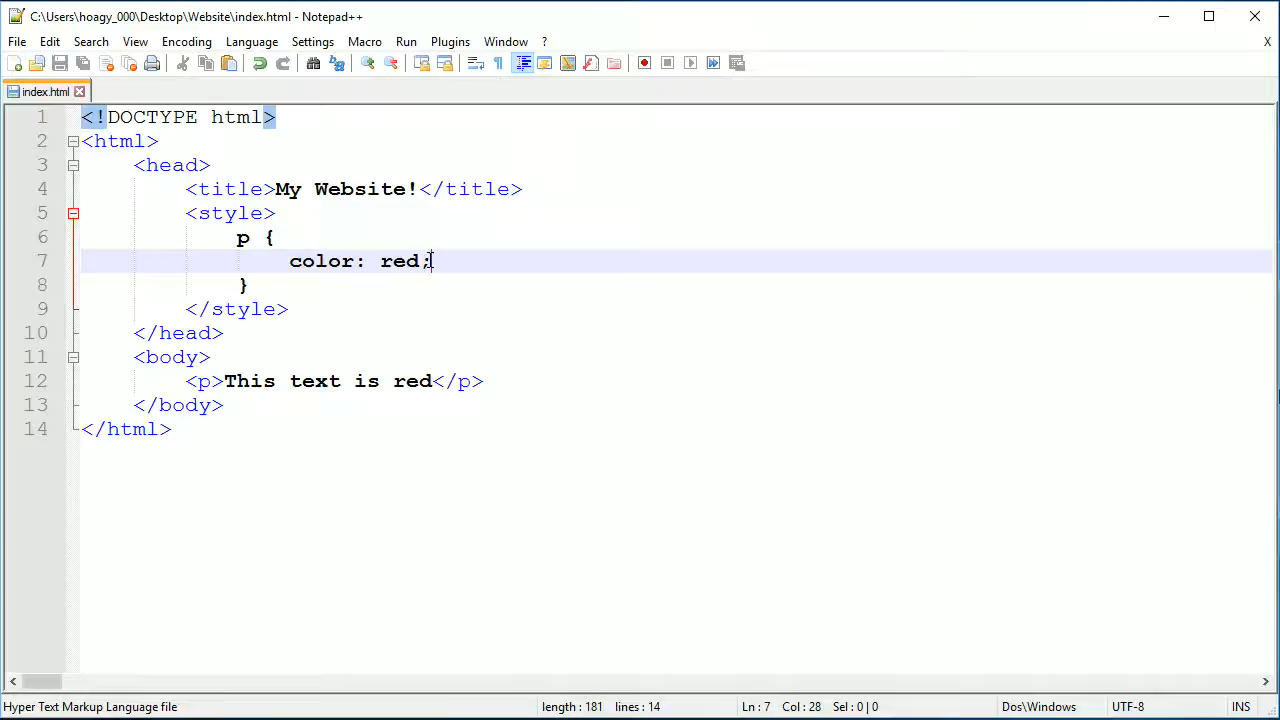 C:\Users\hoagy_000\Desktop\Website\index.html - Notepad++
File Edit Search View Encoding Language Settings Macro Run Plugins Window ? X
index.html
1 <!DOCTYPE html>
2 <html>
3 <head>
4 <title>My Website!</title>
5 <style>
6 p {
7 color: red;
8 }
9 </style>
10 </head>
11 <body>
12 <p>This text is red</p>
13 </body>
14 </html>
Hyper Text Markup Language file length : 181 lines : 14 Ln : 7 Col : 28 Sel : 0 | 0 Dos\Windows UTF-8 INS